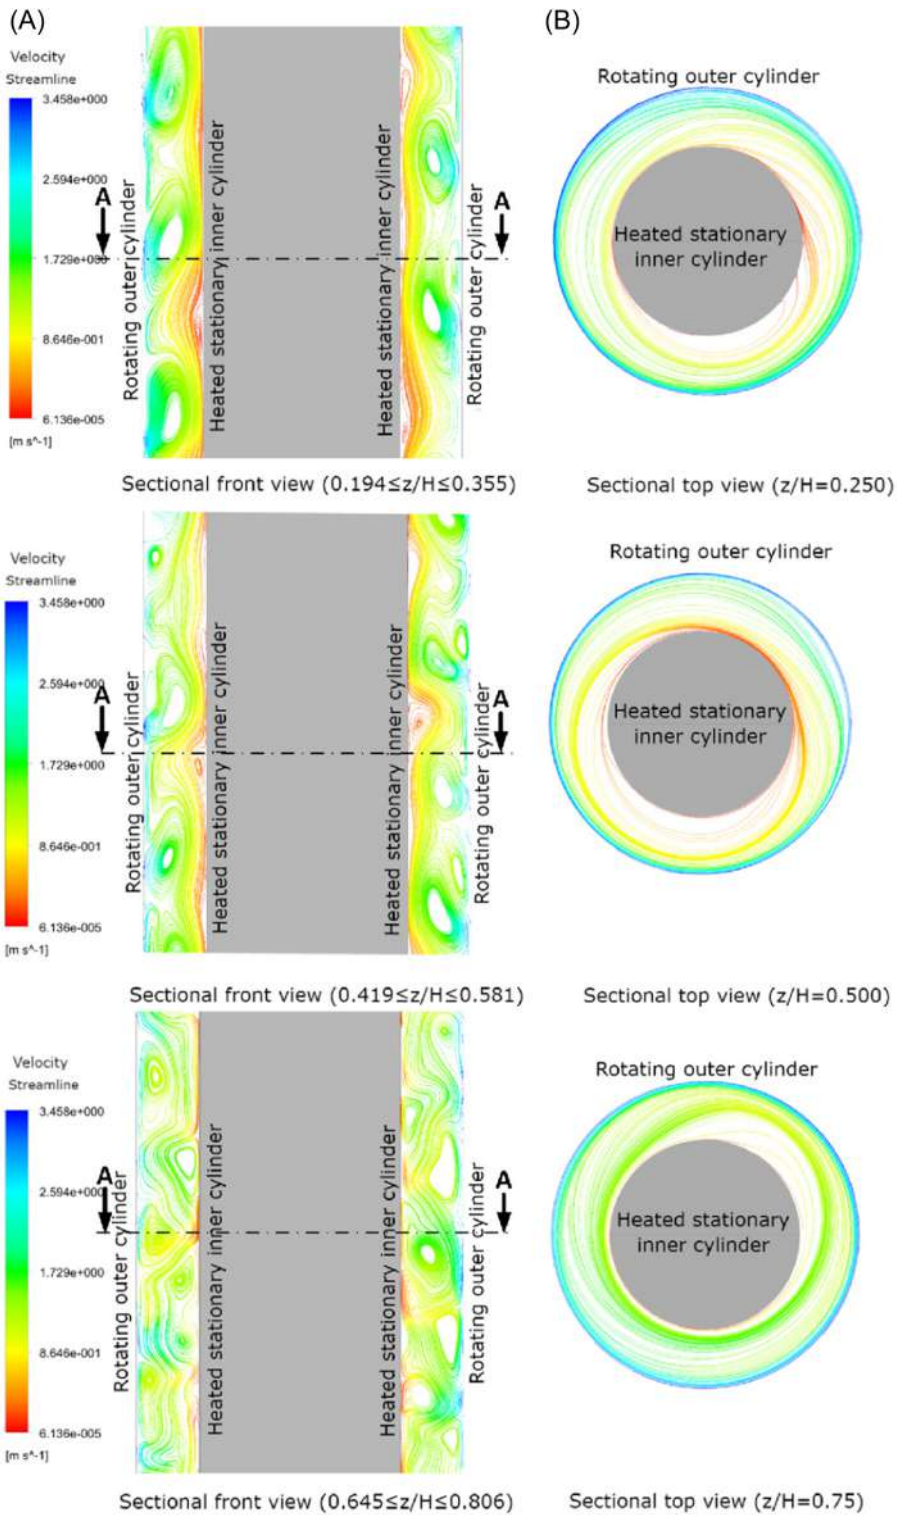 (A)
(B)
Velocity
Streamline
3.458e+000
2.594e+000
1.729e+000
8.646e-001
6.136e-005
[m s^-1]
A
A
Rotating outer cylinder
Heated stationary inner cylinder
Heated stationary inner cylinder
Rotating outer cylinder
Rotating outer cylinder
Heated stationary
inner cylinder
Sectional front view (0.194≤z/H≤0.355)
Sectional top view (z/H=0.250)
Velocity
Streamline
3.458e+000
2.594e+000
1.729e+000
8.646e-001
6.136e-005
[m s^-1]
A
A
Rotating outer cylinder
Heated stationary inner cylinder
Heated stationary inner cylinder
Rotating outer cylinder
Rotating outer cylinder
Heated stationary
inner cylinder
Sectional front view (0.419≤z/H≤0.581)
Sectional top view (z/H=0.500)
Velocity
Streamline
3.458e+000
2.594e+000
1.729e+000
8.646e-001
6.136e-005
[m s^-1]
A
A
Rotating outer cylinder
Heated stationary inner cylinder
Heated stationary inner cylinder
Rotating outer cylinder
Rotating outer cylinder
Heated stationary
inner cylinder
Sectional front view (0.645≤z/H≤0.806)
Sectional top view (z/H=0.75)